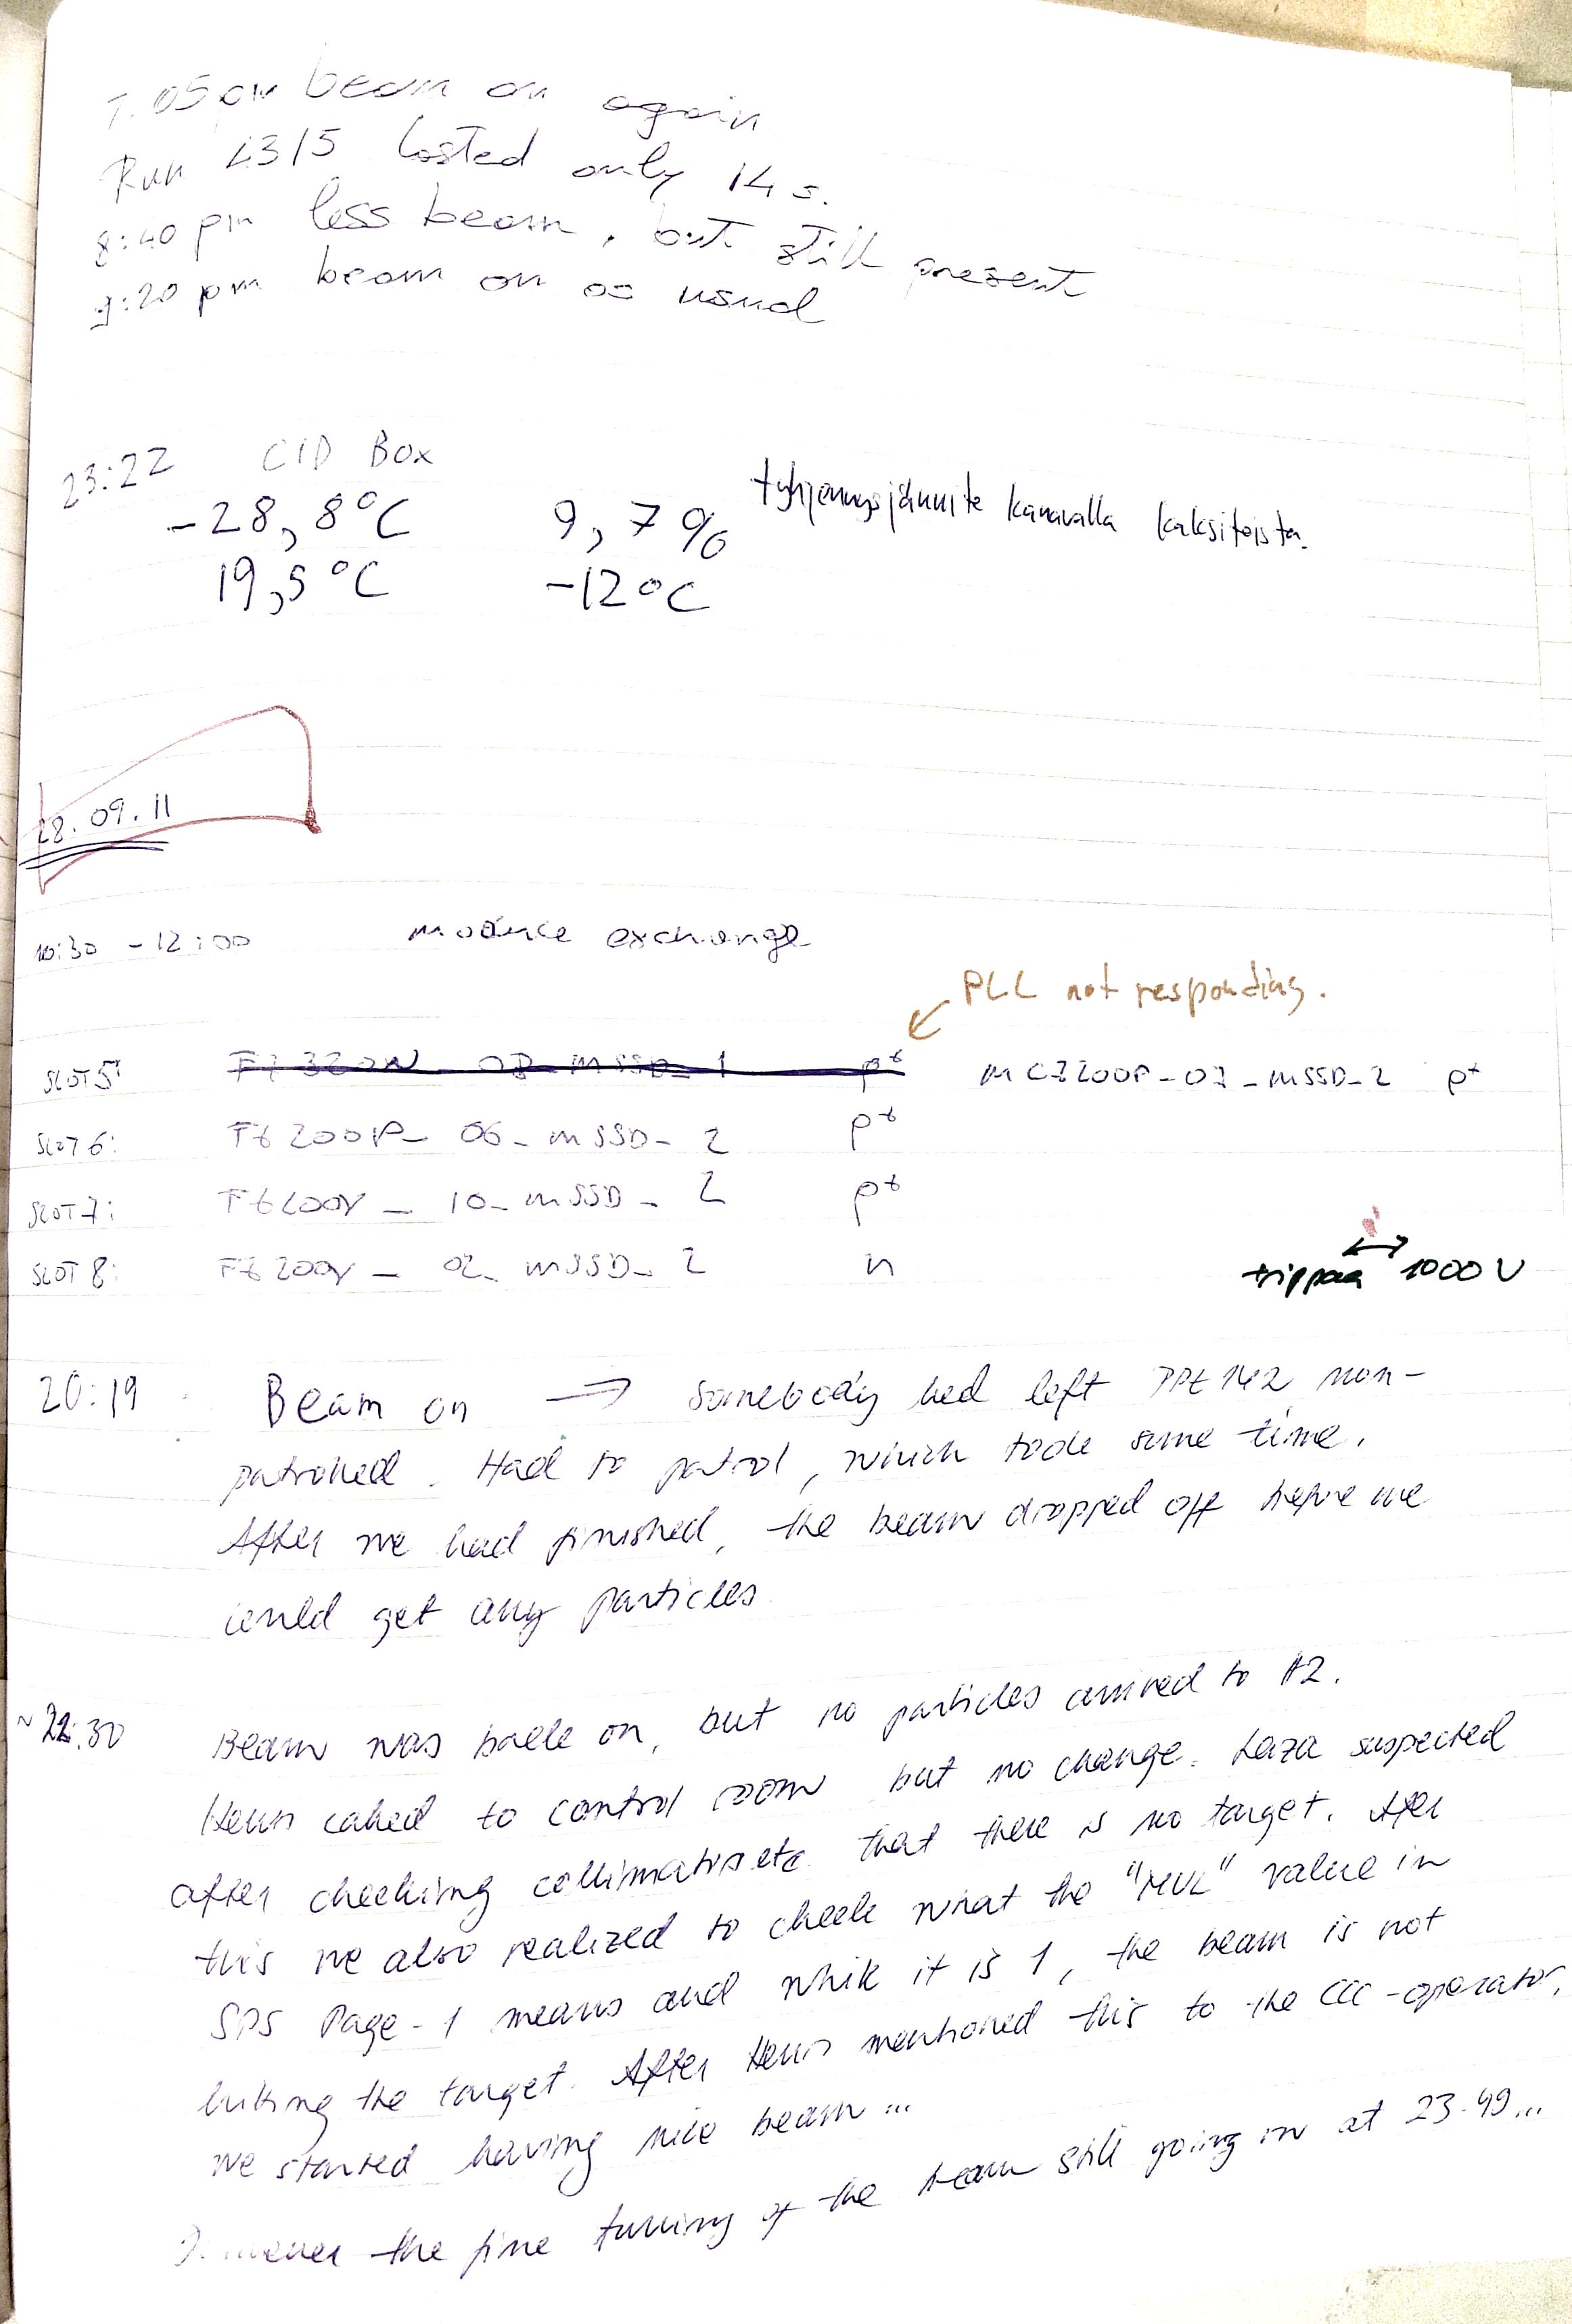 7.05 pm beam on again
Run 2315 lasted only 14 s.
8:40 pm less beam, but still present
9:20 pm beam on as usual
23:22 CID Box
-28,8°C 9,7% tyhjennysjännite kanavalla kaksitoista.
19,5°C -12°C
28.09.11
10:30 - 12:00 module exchange
PLL not responding.
SLOT 5: p+ MCZ200P-07-MSSD-2 p+
SLOT 6: FZ200P-06-MSSD-2 p+
SLOT 7: FZ200Y-10-MSSD-2 p+
SLOT 8: FZ200Y-02-MSSD-2 n
trippaa 1000 V
20:19 Beam on → somebody had left PPE 142 non-
patrolled. Had to patrol, which took some time.
After we had finished, the beam dropped off before we
could get any particles
~22:30 Beam was back on, but no particles arrived to H2.
Henri called to control room but no change. Laza suspected
after checking collimators etc. that there is no target. After
this we also realized to check what the "MUL" value in
SPS Page-1 means and while it is 1, the beam is not
hitting the target. After Henri mentioned this to the CCC-operator,
we started having nice beam...
However the fine tuning of the beam still going on at 23.49...